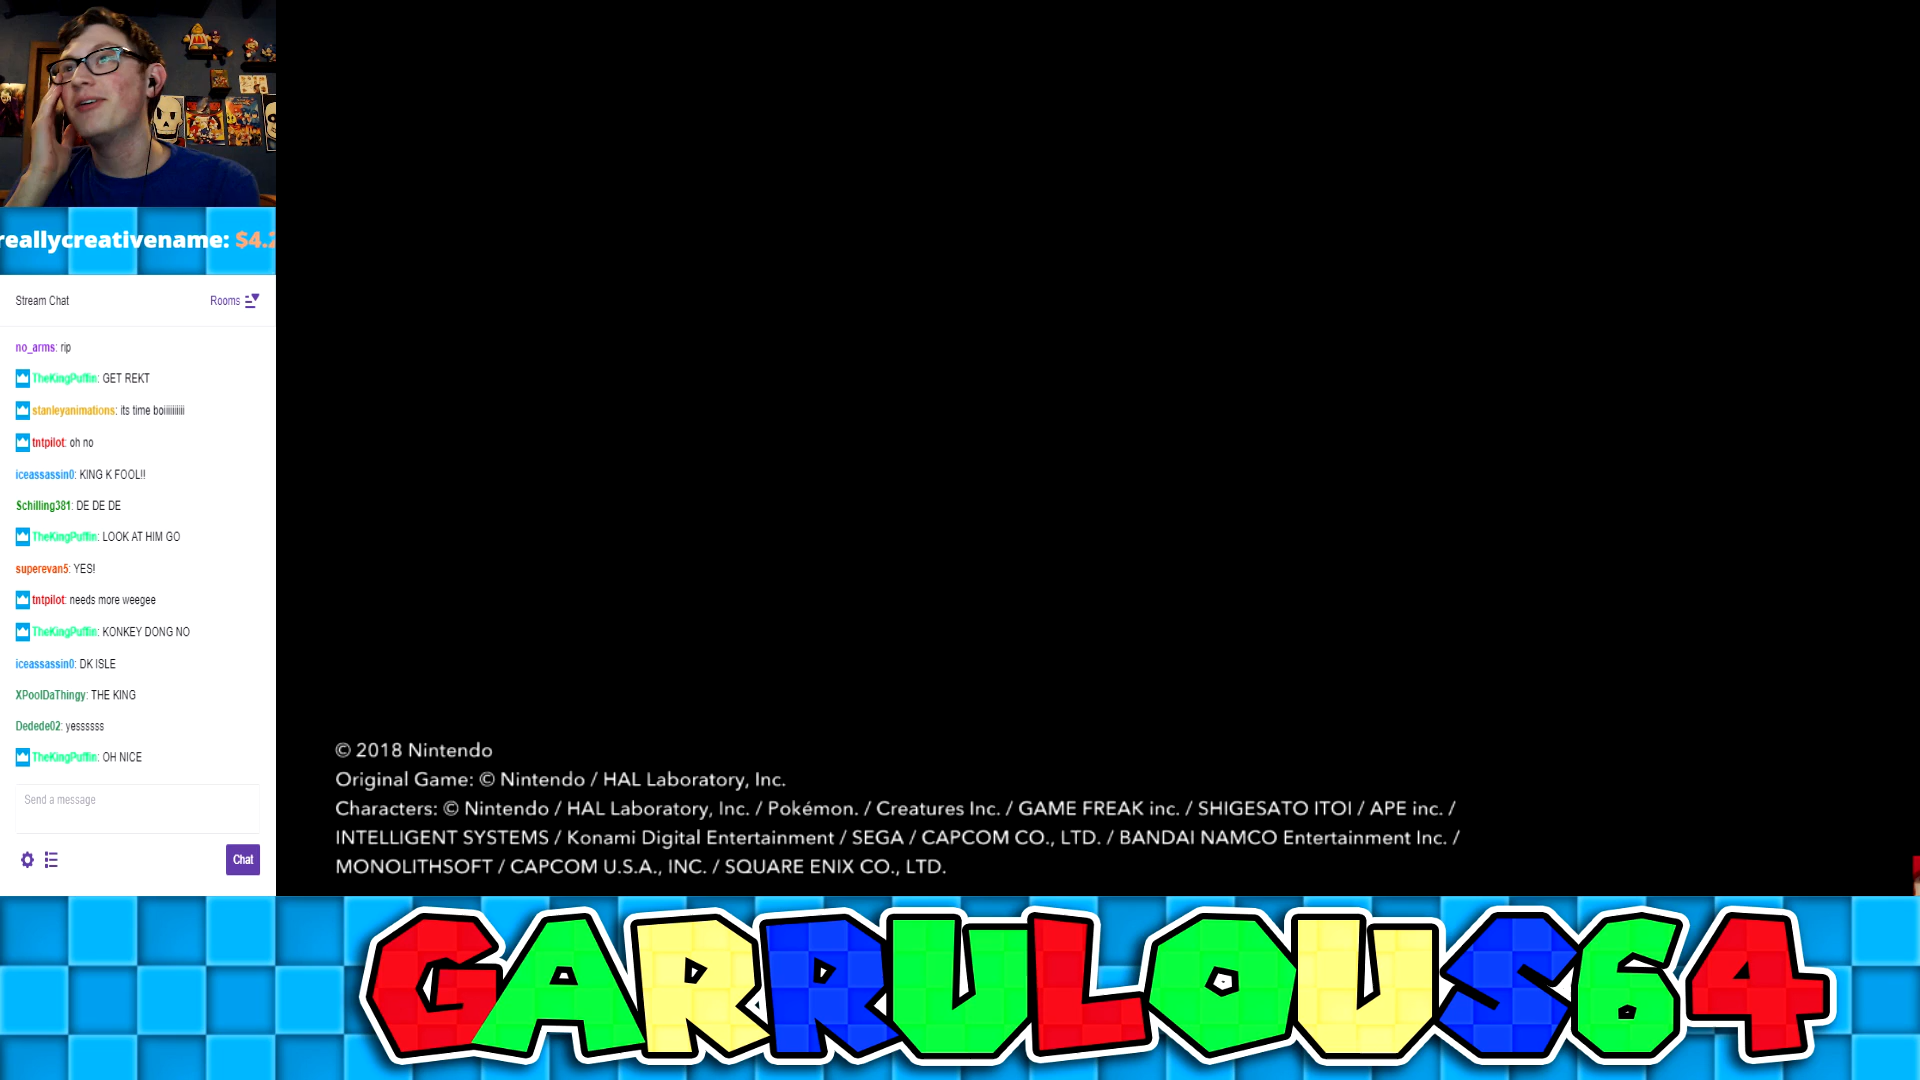 reallycreativename: $4.2
Stream Chat
Rooms
no_arms: rip
TheKingPuffin: GET REKT
stanleyanimations: its time boiiiiiiiiii
tntpilot: oh no
iceassassin0: KING K FOOL!!
Schilling381: DE DE DE
TheKingPuffin: LOOK AT HIM GO
superevan5: YES!
tntpilot: needs more weegee
TheKingPuffin: KONKEY DONG NO
iceassassin0: DK ISLE
XPoolDaThingy: THE KING
Dedede02: yessssss
TheKingPuffin: OH NICE
Send a message
Chat
© 2018 Nintendo
Original Game: © Nintendo / HAL Laboratory, Inc.
Characters: © Nintendo / HAL Laboratory, Inc. / Pokémon. / Creatures Inc. / GAME FREAK inc. / SHIGESATO ITOI / APE inc. /
INTELLIGENT SYSTEMS / Konami Digital Entertainment / SEGA / CAPCOM CO., LTD. / BANDAI NAMCO Entertainment Inc. /
MONOLITHSOFT / CAPCOM U.S.A., INC. / SQUARE ENIX CO., LTD.
GARRULOUS64